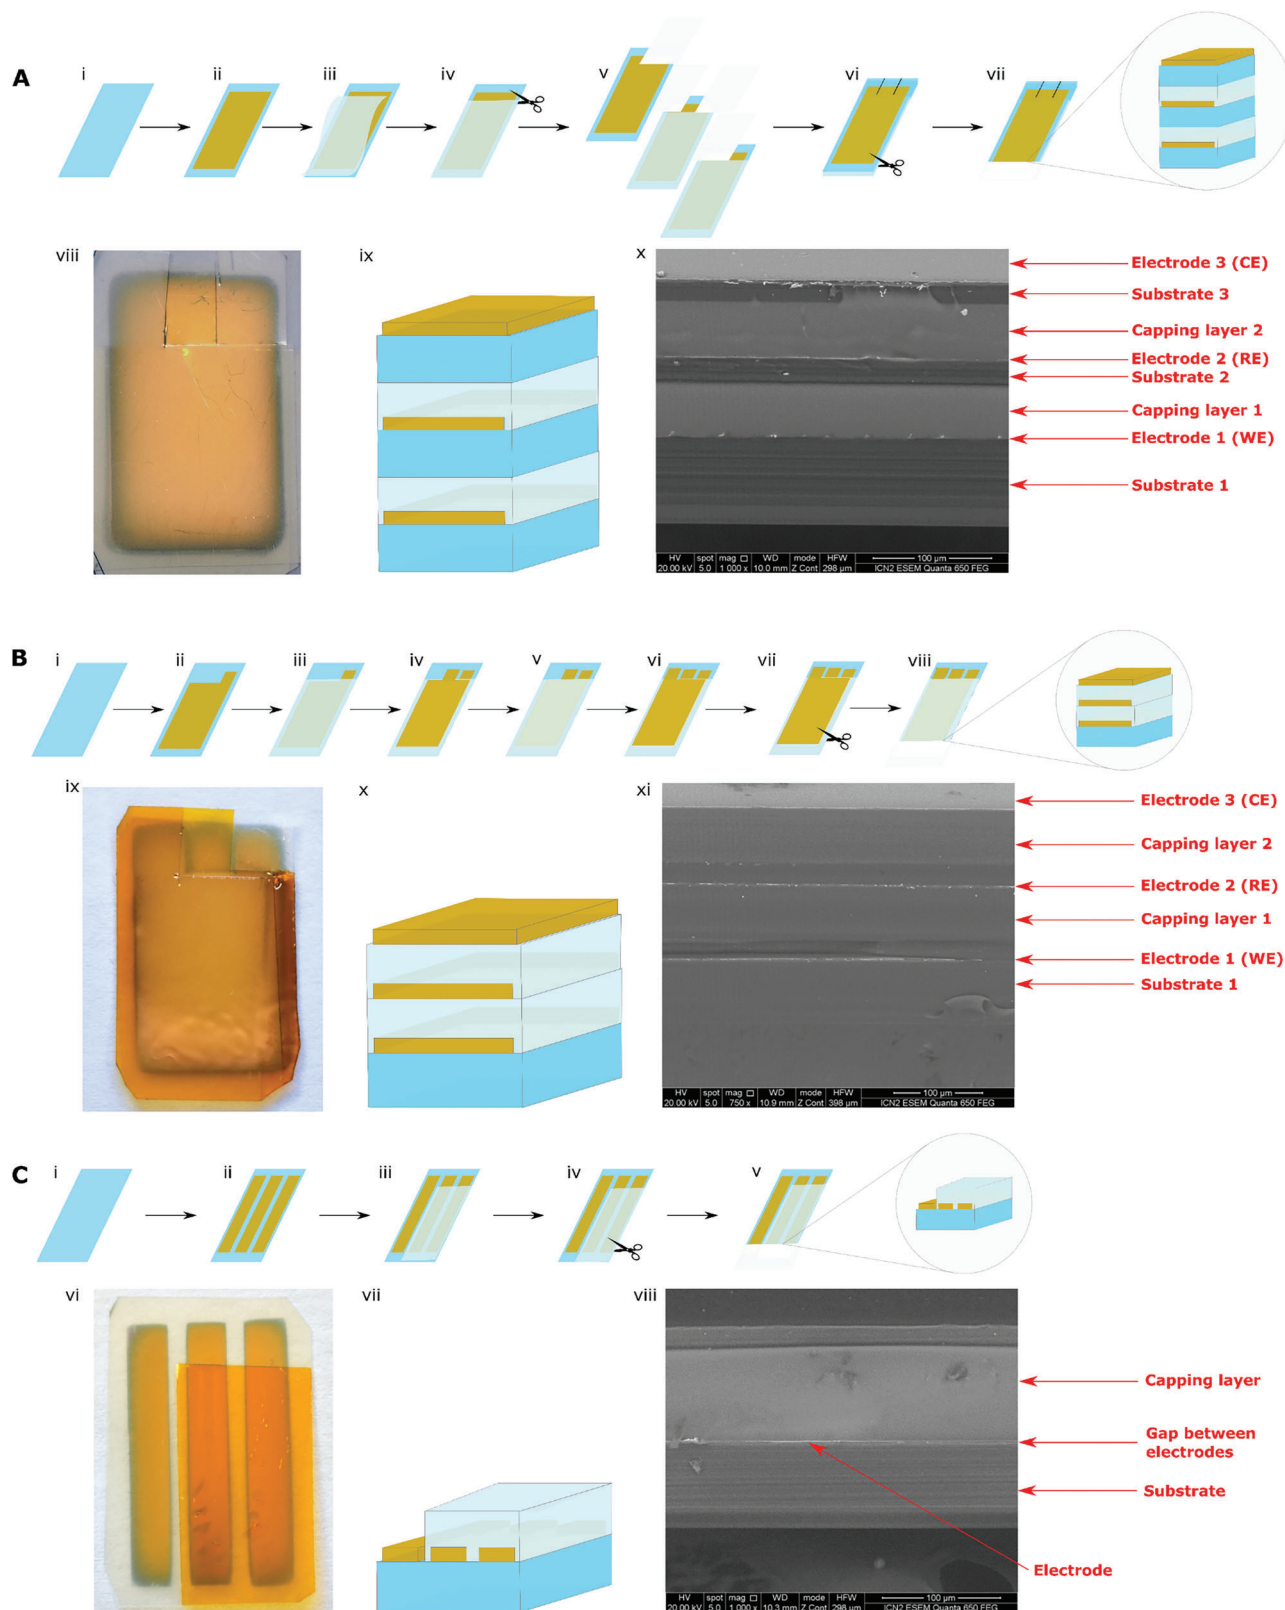 A
i
ii
iii
iv
v
vi
vii
viii
ix
x
Electrode 3 (CE)
Substrate 3
Capping layer 2
Electrode 2 (RE)
Substrate 2
Capping layer 1
Electrode 1 (WE)
Substrate 1
HV spot mag □ WD mode HFW 100 µm
20.00 kV 5.0 1 000 x 10.0 mm Z Cont 298 µm ICN2 ESEM Quanta 650 FEG
B
i
ii
iii
iv
v
vi
vii
viii
ix
x
xi
Electrode 3 (CE)
Capping layer 2
Electrode 2 (RE)
Capping layer 1
Electrode 1 (WE)
Substrate 1
HV spot mag □ WD mode HFW 100 µm
20.00 kV 5.0 750 x 10.9 mm Z Cont 398 µm ICN2 ESEM Quanta 650 FEG
C
i
ii
iii
iv
v
vi
vii
viii
Capping layer
Gap between
electrodes
Substrate
Electrode
HV spot mag □ WD mode HFW 100 µm
20.00 kV 5.0 1 000 x 10.3 mm Z Cont 298 µm ICN2 ESEM Quanta 650 FEG